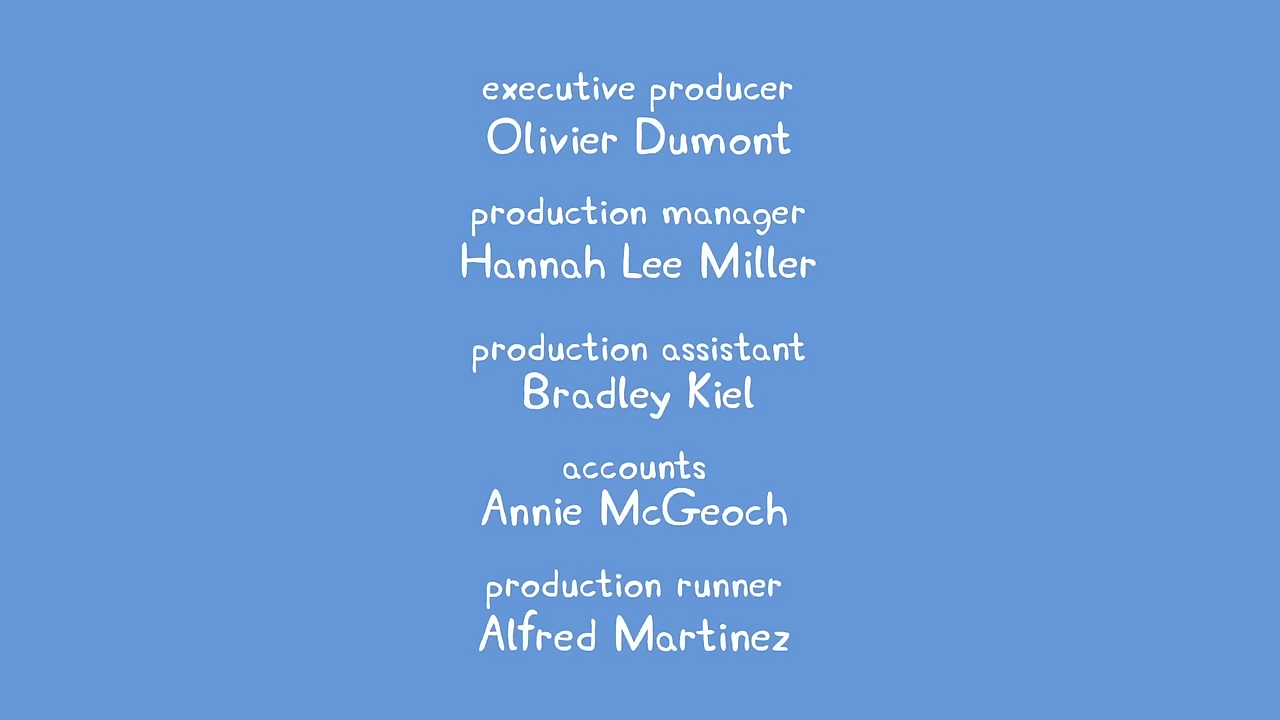 executive producer
Olivier Dumont
production manager
Hannah Lee Miller
production assistant
Bradley Kiel
accounts
Annie McGeoch
production runner
Alfred Martinez